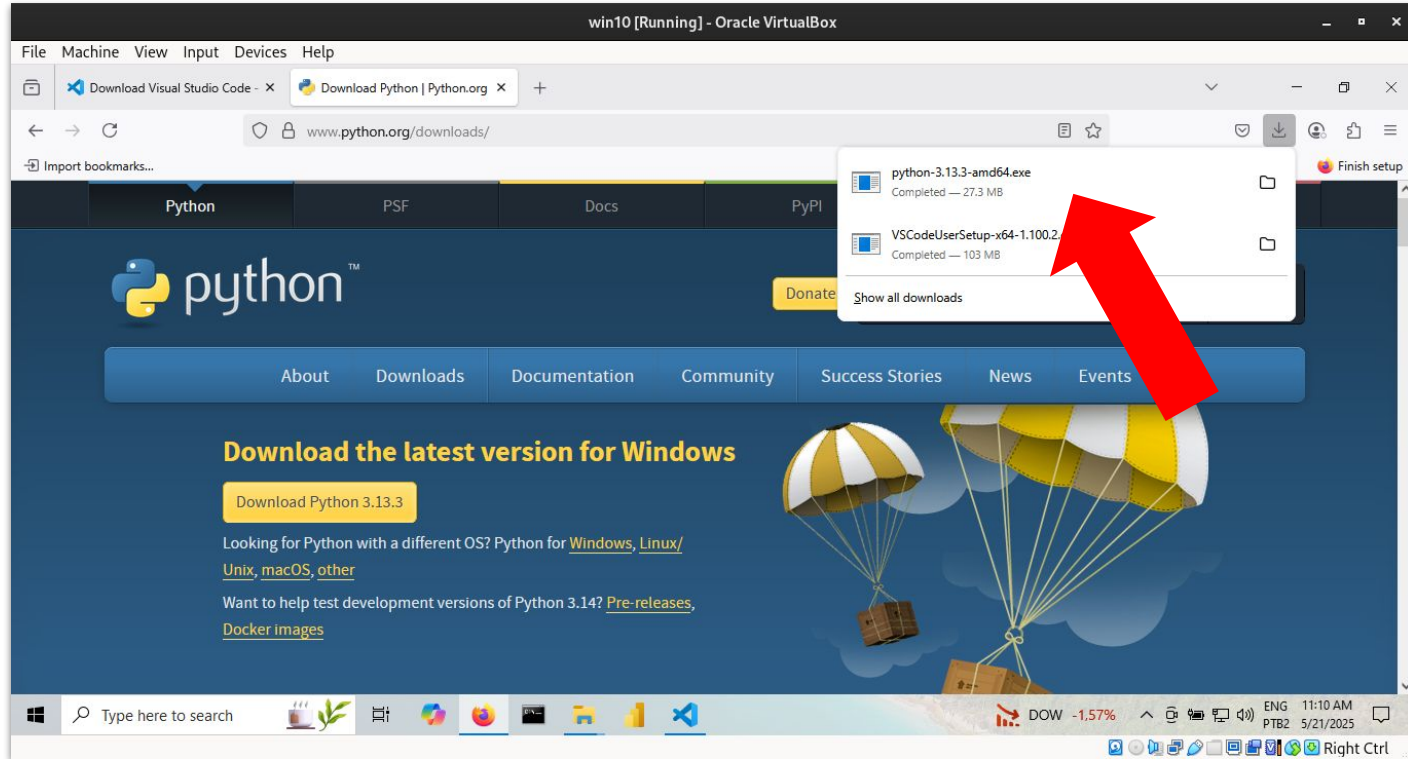 win10 [Running] - Oracle VirtualBox
File Machine View Input Devices Help
Download Visual Studio Code -
Download Python | Python.org
www.python.org/downloads/
Import bookmarks...
Finish setup
python-3.13.3-amd64.exe
Completed — 27.3 MB
VSCodeUserSetup-x64-1.100.2.
Completed — 103 MB
Show all downloads
Python PSF Docs PyPI
python™
Donate
About Downloads Documentation Community Success Stories News Events
Download the latest version for Windows
Download Python 3.13.3
Looking for Python with a different OS? Python for Windows, Linux/
Unix, macOS, other
Want to help test development versions of Python 3.14? Pre-releases,
Docker images
Type here to search
DOW -1,57%
ENG 11:10 AM
PTB2 5/21/2025
Right Ctrl